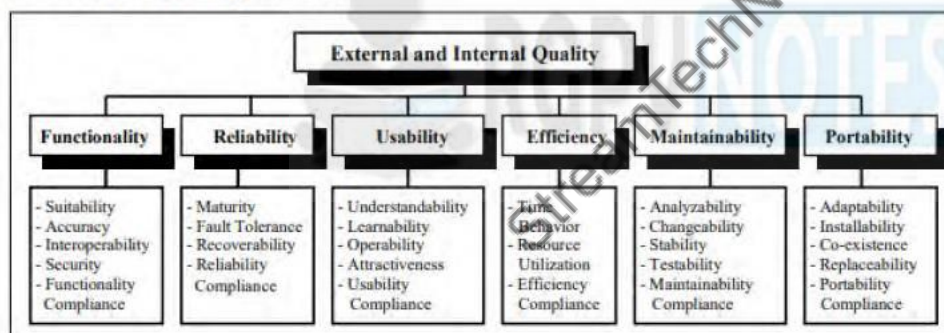 External and Internal Quality
Functionality
Reliability
Usability
Efficiency
Maintainability
Portability
- Suitability
- Accuracy
- Interoperability
- Security
- Functionality
Compliance
- Maturity
- Fault Tolerance
- Recoverability
- Reliability
Compliance
- Understandability
- Learnability
- Operability
- Attractiveness
- Usability
Compliance
- Time
Behavior
- Resource
Utilization
- Efficiency
Compliance
- Analyzability
- Changeability
- Stability
- Testability
- Maintainability
Compliance
- Adaptability
- Installability
- Co-existence
- Replaceability
- Portability
Compliance
StreamTechN
RGPVNOTES